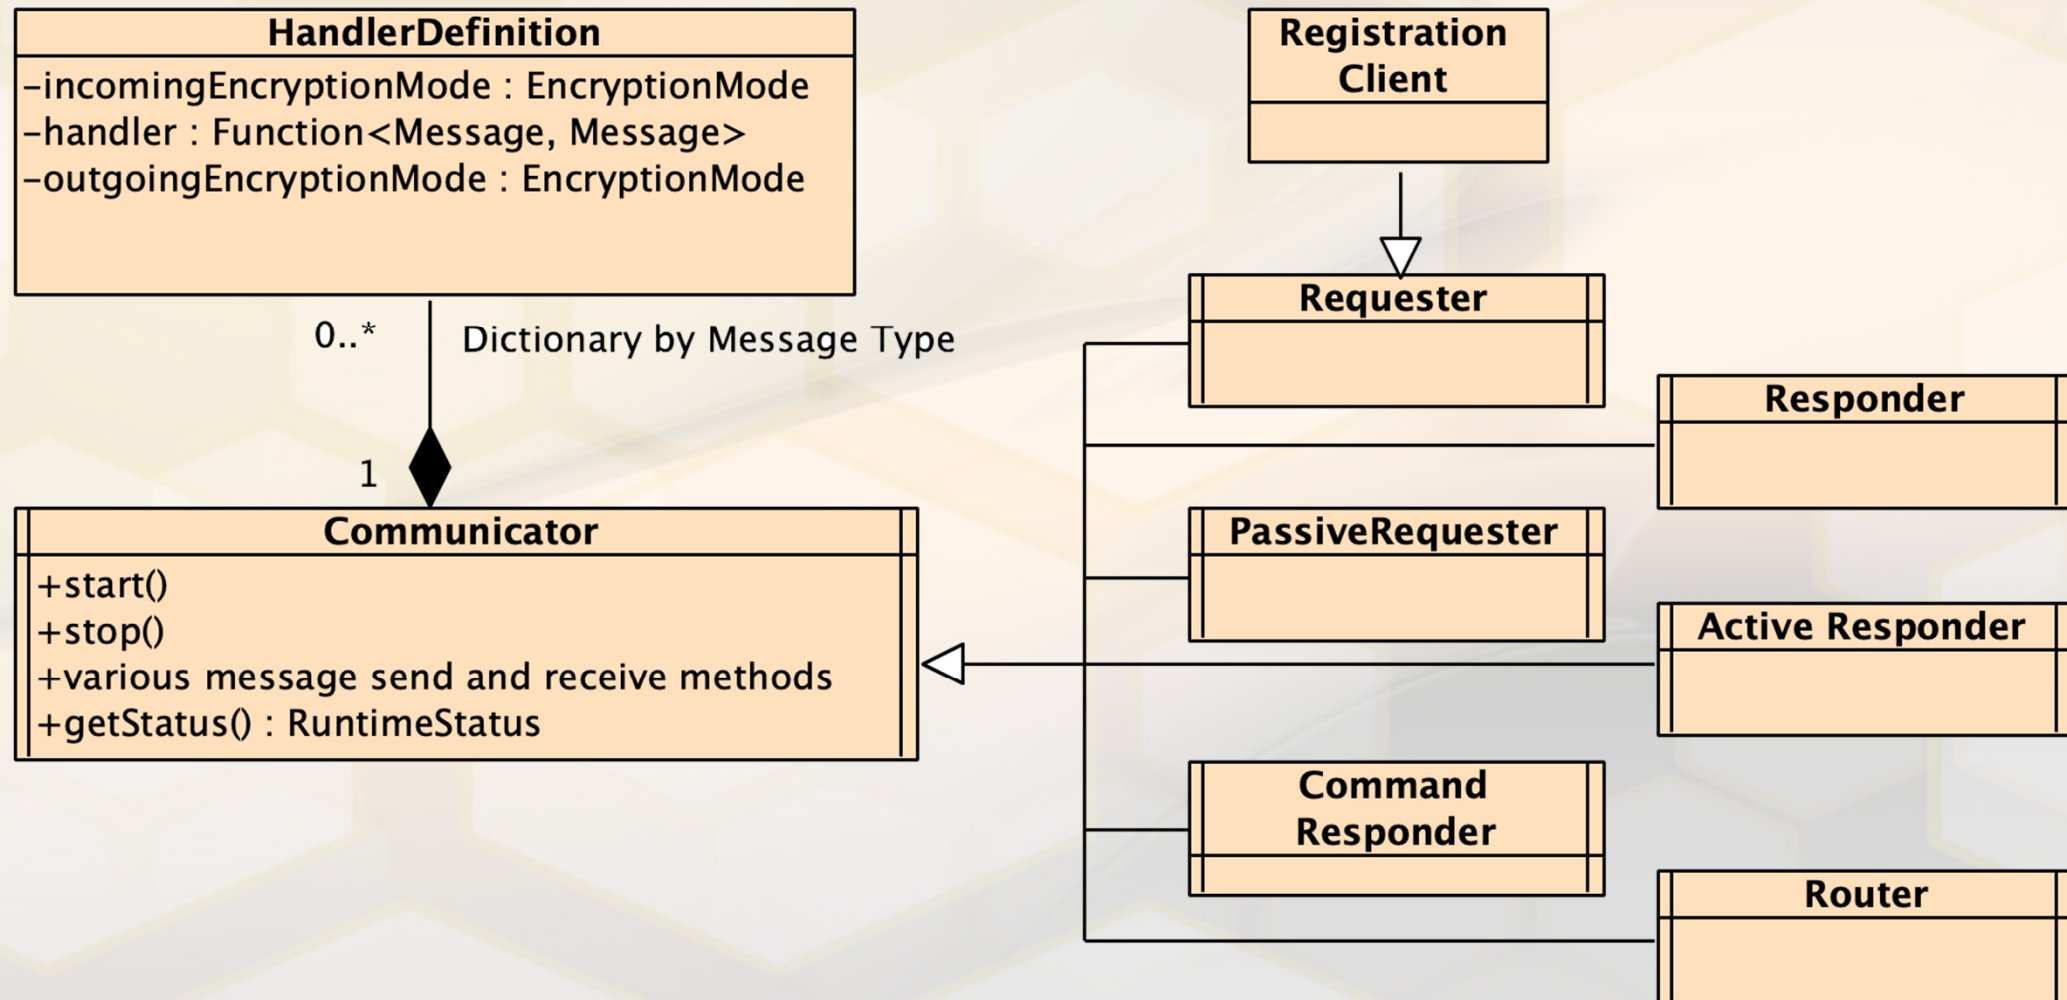 HandlerDefinition
-incomingEncryptionMode : EncryptionMode
-handler : Function<Message, Message>
-outgoingEncryptionMode : EncryptionMode
0..*
Dictionary by Message Type
1
Communicator
+start()
+stop()
+various message send and receive methods
+getStatus() : RuntimeStatus
Registration
Client
Requester
Responder
PassiveRequester
Active Responder
Command
Responder
Router